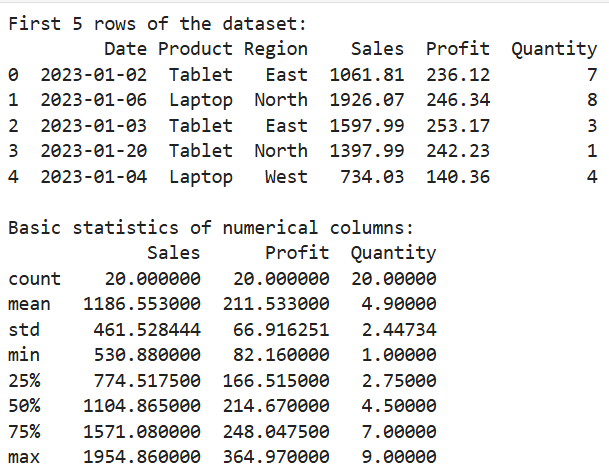 First 5 rows of the dataset:
Date Product Region Sales Profit Quantity
0 2023-01-02 Tablet East 1061.81 236.12 7
1 2023-01-06 Laptop North 1926.07 246.34 8
2 2023-01-03 Tablet East 1597.99 253.17 3
3 2023-01-20 Tablet North 1397.99 242.23 1
4 2023-01-04 Laptop West 734.03 140.36 4
Basic statistics of numerical columns:
Sales Profit Quantity
count 20.000000 20.000000 20.00000
mean 1186.553000 211.533000 4.90000
std 461.528444 66.916251 2.44734
min 530.880000 82.160000 1.00000
25% 774.517500 166.515000 2.75000
50% 1104.865000 214.670000 4.50000
75% 1571.080000 248.047500 7.00000
max 1954.860000 364.970000 9.00000